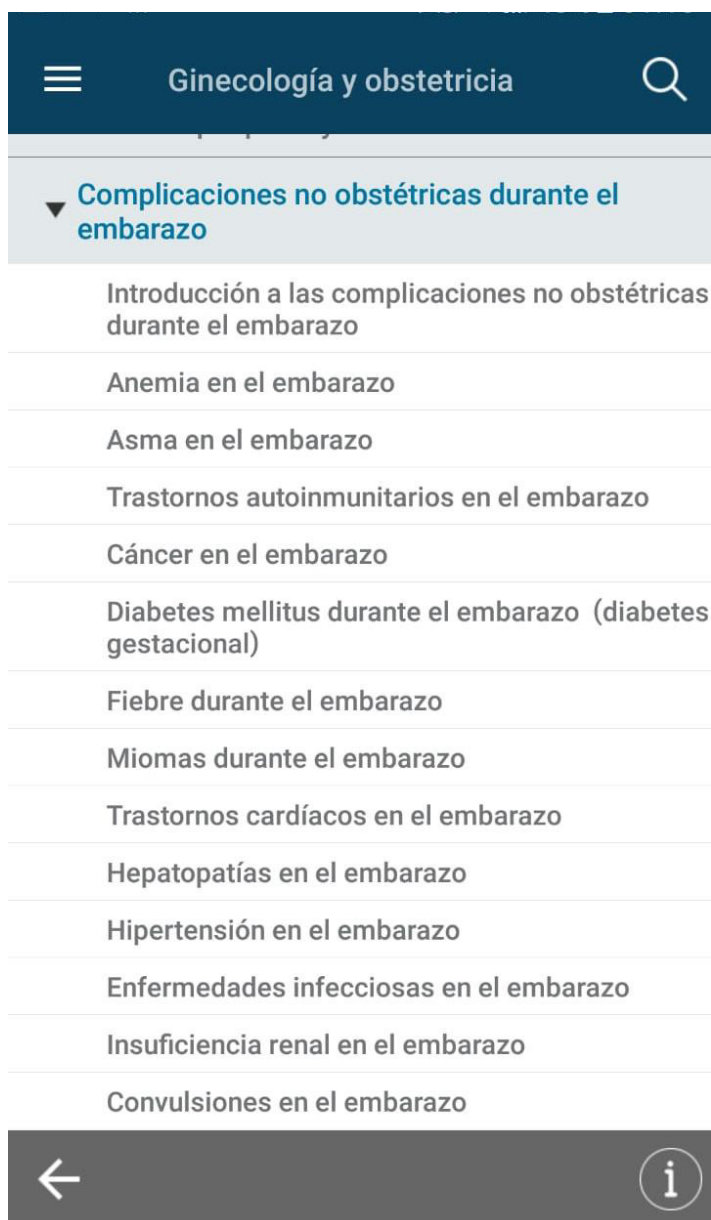 Ginecología y obstetricia
Complicaciones no obstétricas durante el
embarazo
Introducción a las complicaciones no obstétricas
durante el embarazo
Anemia en el embarazo
Asma en el embarazo
Trastornos autoinmunitarios en el embarazo
Cáncer en el embarazo
Diabetes mellitus durante el embarazo (diabetes
gestacional)
Fiebre durante el embarazo
Miomas durante el embarazo
Trastornos cardíacos en el embarazo
Hepatopatías en el embarazo
Hipertensión en el embarazo
Enfermedades infecciosas en el embarazo
Insuficiencia renal en el embarazo
Convulsiones en el embarazo
i